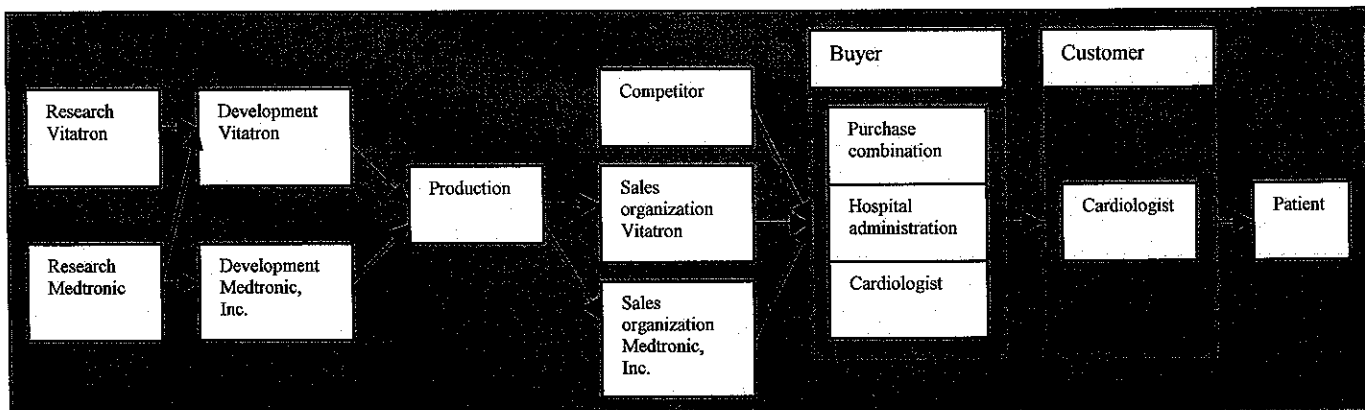 Research
Vitatron
Research
Medtronic
Development
Vitatron
Development
Medtronic,
Inc.
Production
Competitor
Sales
organization
Vitatron
Sales
organization
Medtronic,
Inc.
Buyer
Purchase
combination
Hospital
administration
Cardiologist
Customer
Cardiologist
Patient